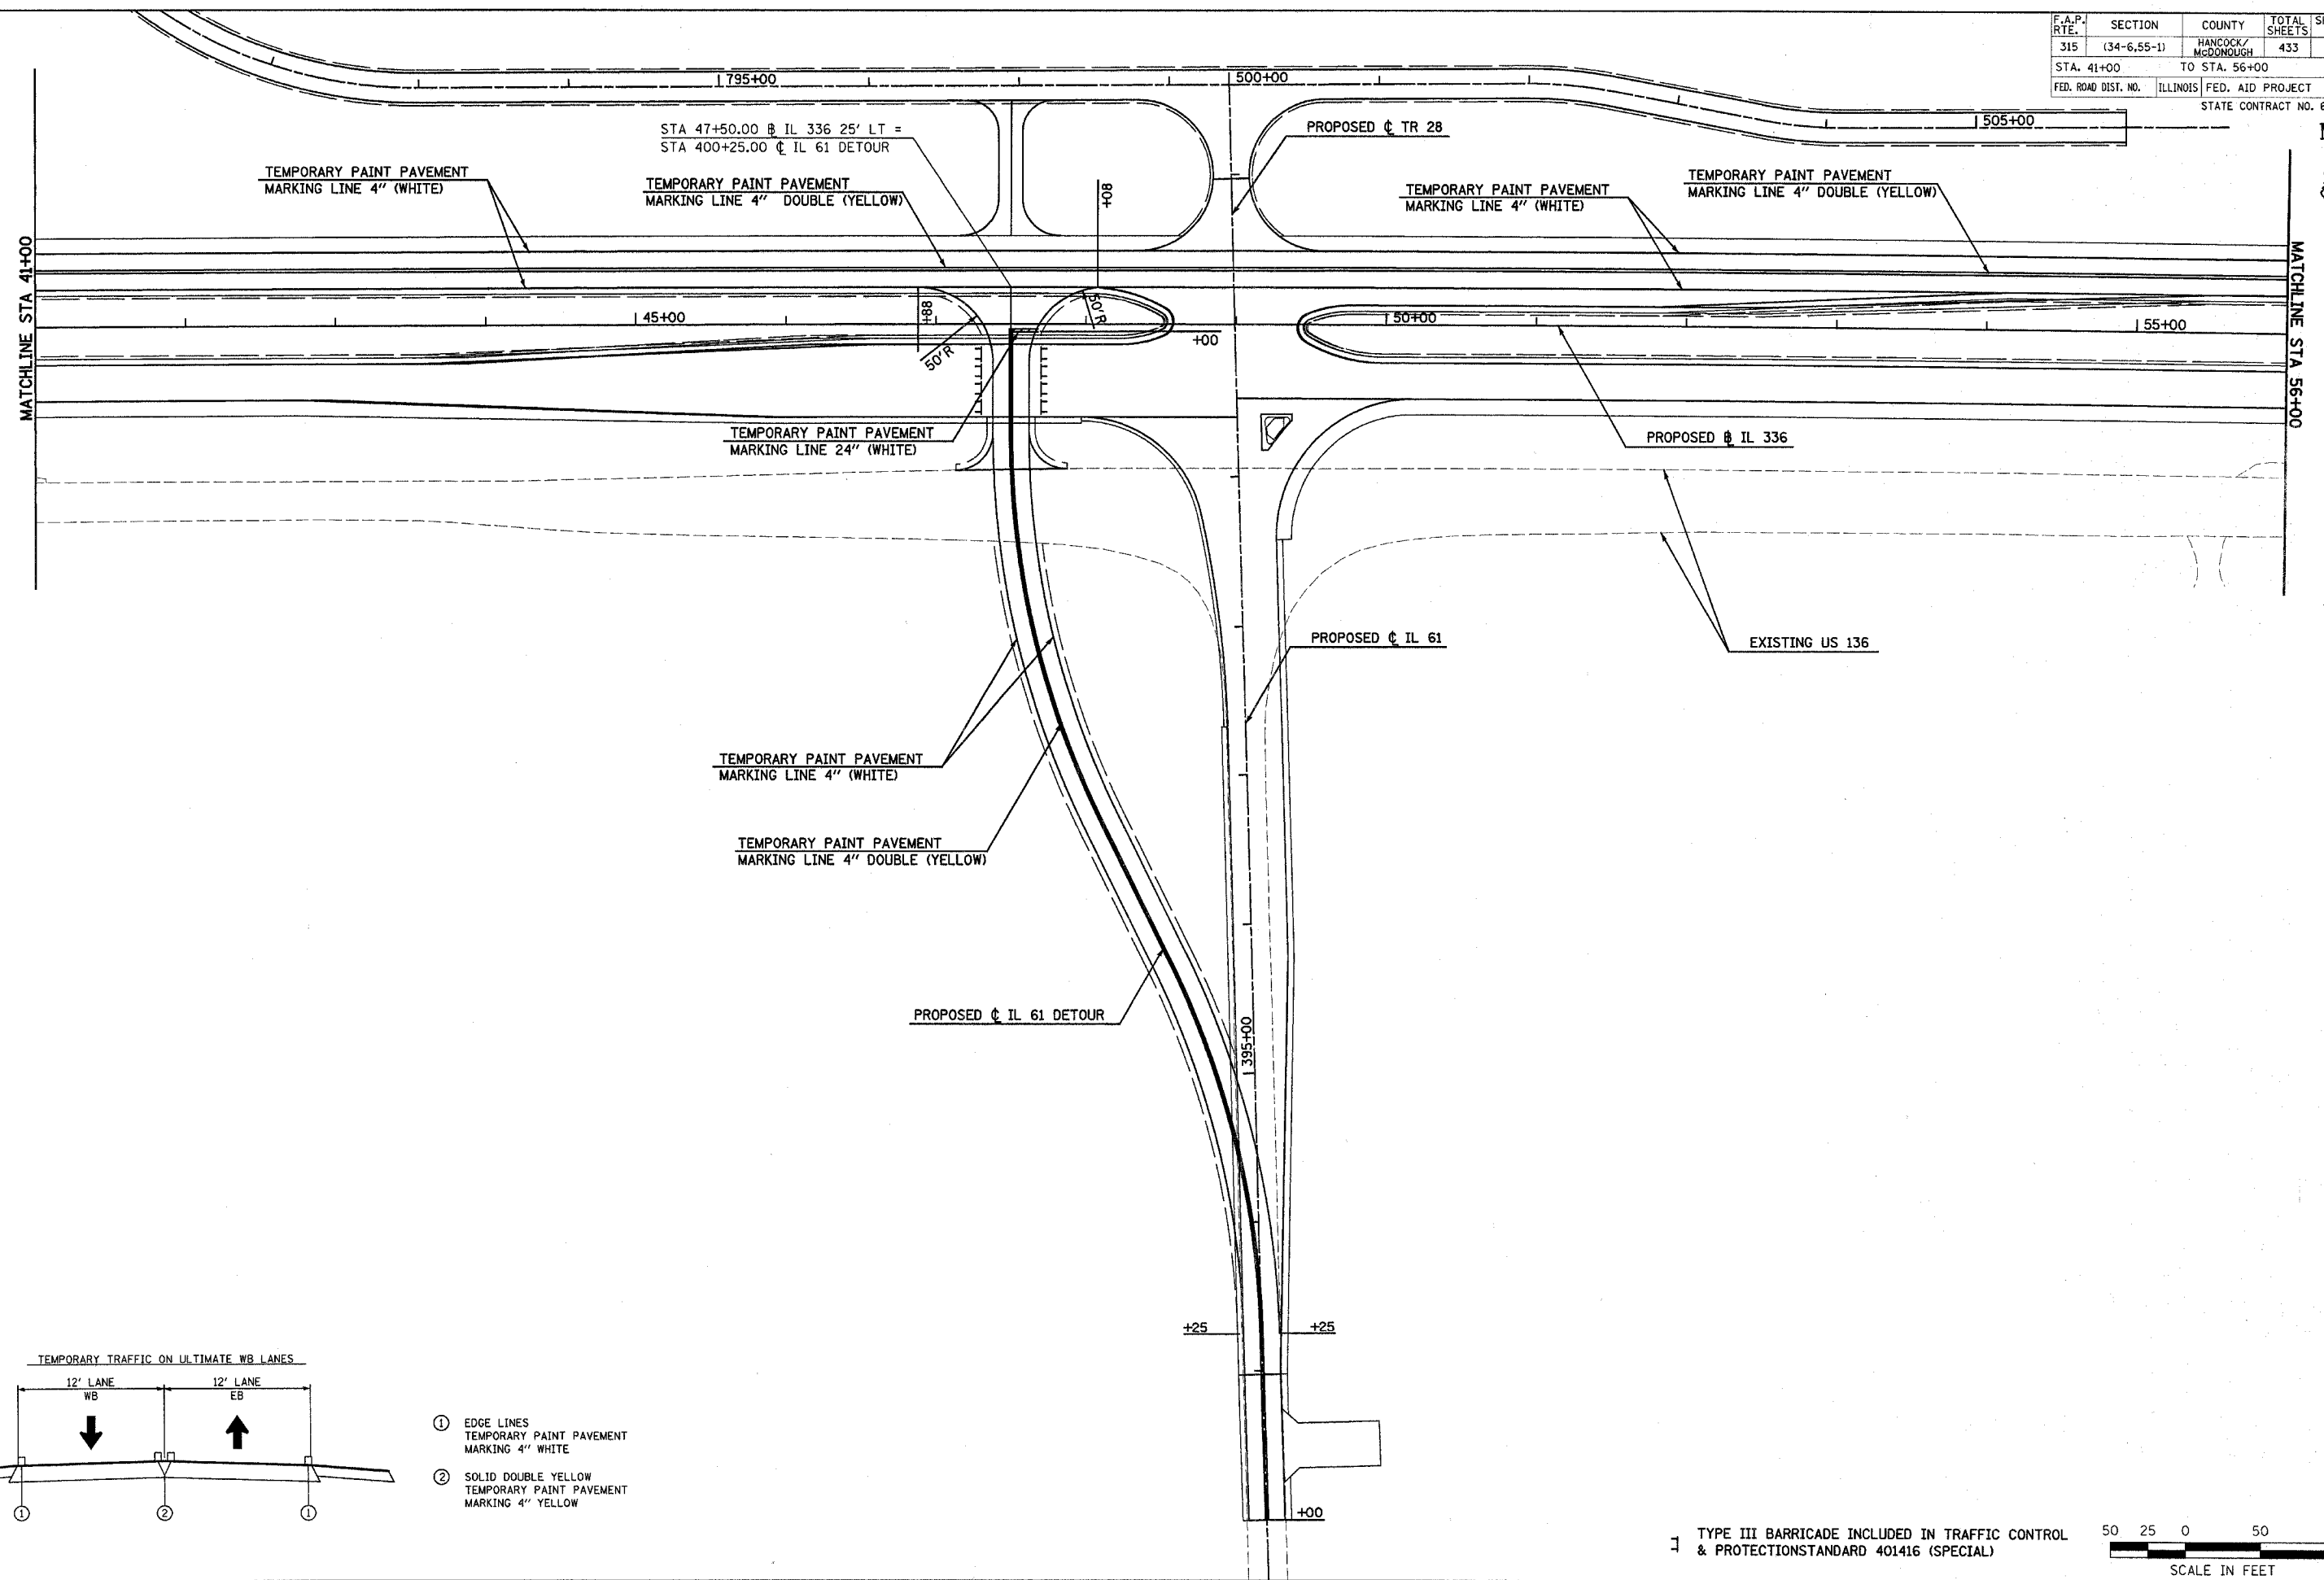 F.A.P. RTE. SECTION COUNTY TOTAL SHEETS
315 (34-6,55-1) HANCOCK/ McDONOUGH 433
STA. 41+00 TO STA. 56+00
FED. ROAD DIST. NO. ILLINOIS FED. AID PROJECT
STATE CONTRACT NO. 6
795+00
500+00
505+00
STA 47+50.00 ⅊ IL 336 25' LT =
STA 400+25.00 ℄ IL 61 DETOUR
PROPOSED ℄ TR 28
TEMPORARY PAINT PAVEMENT
MARKING LINE 4" (WHITE)
TEMPORARY PAINT PAVEMENT
MARKING LINE 4" DOUBLE (YELLOW)
+08
TEMPORARY PAINT PAVEMENT
MARKING LINE 4" (WHITE)
TEMPORARY PAINT PAVEMENT
MARKING LINE 4" DOUBLE (YELLOW)
MATCHLINE STA 41+00
MATCHLINE STA 56+00
45+00
+88
50'R
50'R
+00
50+00
55+00
TEMPORARY PAINT PAVEMENT
MARKING LINE 24" (WHITE)
PROPOSED ⅊ IL 336
PROPOSED ℄ IL 61
EXISTING US 136
TEMPORARY PAINT PAVEMENT
MARKING LINE 4" (WHITE)
TEMPORARY PAINT PAVEMENT
MARKING LINE 4" DOUBLE (YELLOW)
PROPOSED ℄ IL 61 DETOUR
395+00
+25
+25
+00
TEMPORARY TRAFFIC ON ULTIMATE WB LANES
12' LANE 12' LANE
WB EB
① ② ①
① EDGE LINES
TEMPORARY PAINT PAVEMENT
MARKING 4" WHITE
② SOLID DOUBLE YELLOW
TEMPORARY PAINT PAVEMENT
MARKING 4" YELLOW
TYPE III BARRICADE INCLUDED IN TRAFFIC CONTROL
& PROTECTIONSTANDARD 401416 (SPECIAL)
50 25 0 50
SCALE IN FEET